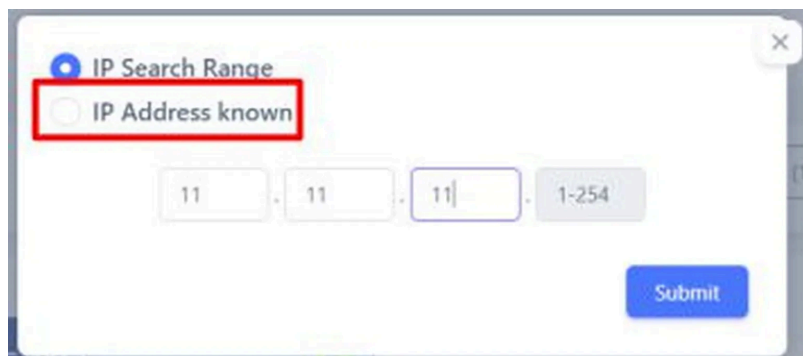 IP Search Range
IP Address known
11 . 11 . 11 . 1-254
Submit